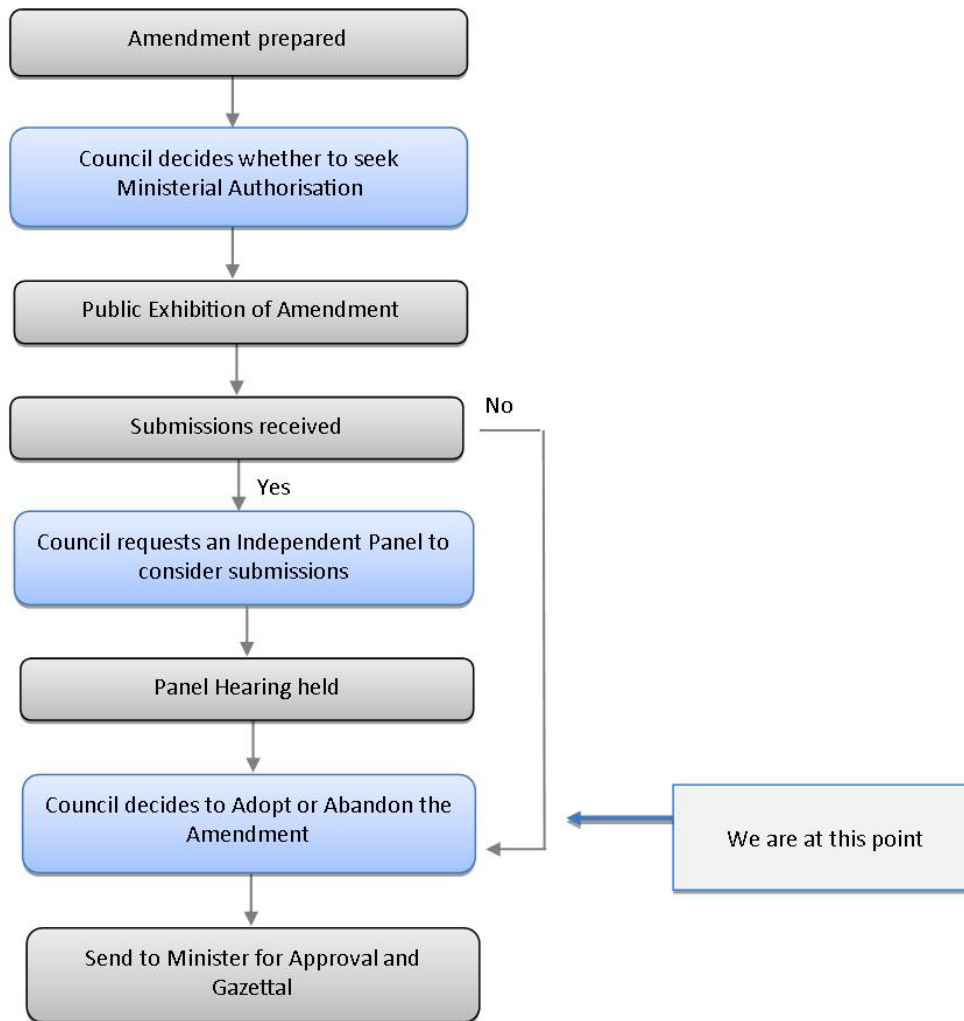 Amendment prepared
Council decides whether to seek
Ministerial Authorisation
Public Exhibition of Amendment
Submissions received
No
Yes
Council requests an Independent Panel to
consider submissions
Panel Hearing held
Council decides to Adopt or Abandon the
Amendment
We are at this point
Send to Minister for Approval and
Gazettal